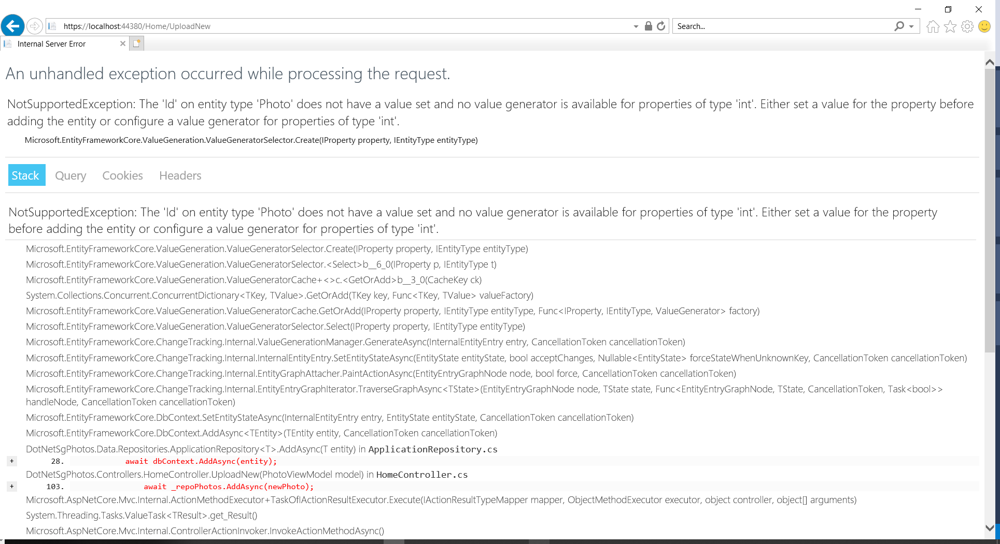 https://localhost:44380/Home/UploadNew
Search...
Internal Server Error
An unhandled exception occurred while processing the request.
NotSupportedException: The 'Id' on entity type 'Photo' does not have a value set and no value generator is available for properties of type 'int'. Either set a value for the property before
adding the entity or configure a value generator for properties of type 'int'.
Microsoft.EntityFrameworkCore.ValueGeneration.ValueGeneratorSelector.Create(IProperty property, IEntityType entityType)
Stack Query Cookies Headers
NotSupportedException: The 'Id' on entity type 'Photo' does not have a value set and no value generator is available for properties of type 'int'. Either set a value for the property
before adding the entity or configure a value generator for properties of type 'int'.
Microsoft.EntityFrameworkCore.ValueGeneration.ValueGeneratorSelector.Create(IProperty property, IEntityType entityType)
Microsoft.EntityFrameworkCore.ValueGeneration.ValueGeneratorSelector.<Select>b__6_0(IProperty p, IEntityType t)
Microsoft.EntityFrameworkCore.ValueGeneration.ValueGeneratorCache+<>c.<GetOrAdd>b__3_0(CacheKey ck)
System.Collections.Concurrent.ConcurrentDictionary<TKey, TValue>.GetOrAdd(TKey key, Func<TKey, TValue> valueFactory)
Microsoft.EntityFrameworkCore.ValueGeneration.ValueGeneratorCache.GetOrAdd(IProperty property, IEntityType entityType, Func<IProperty, IEntityType, ValueGenerator> factory)
Microsoft.EntityFrameworkCore.ValueGeneration.ValueGeneratorSelector.Select(IProperty property, IEntityType entityType)
Microsoft.EntityFrameworkCore.ChangeTracking.Internal.ValueGenerationManager.GenerateAsync(InternalEntityEntry entry, CancellationToken cancellationToken)
Microsoft.EntityFrameworkCore.ChangeTracking.Internal.InternalEntityEntry.SetEntityStateAsync(EntityState entityState, bool acceptChanges, Nullable<EntityState> forceStateWhenUnknownKey, CancellationToken cancellationToken)
Microsoft.EntityFrameworkCore.ChangeTracking.Internal.EntityGraphAttacher.PaintActionAsync(EntityEntryGraphNode node, bool force, CancellationToken cancellationToken)
Microsoft.EntityFrameworkCore.ChangeTracking.Internal.EntityEntryGraphIterator.TraverseGraphAsync<TState>(EntityEntryGraphNode node, TState state, Func<EntityEntryGraphNode, TState, CancellationToken, Task<bool>>
handleNode, CancellationToken cancellationToken)
Microsoft.EntityFrameworkCore.DbContext.SetEntityStateAsync(InternalEntityEntry entry, EntityState entityState, CancellationToken cancellationToken)
Microsoft.EntityFrameworkCore.DbContext.AddAsync<TEntity>(TEntity entity, CancellationToken cancellationToken)
DotNetSgPhotos.Data.Repositories.ApplicationRepository<T>.AddAsync(T entity) in ApplicationRepository.cs
+ 28. await dbContext.AddAsync(entity);
DotNetSgPhotos.Controllers.HomeController.UploadNew(PhotoViewModel model) in HomeController.cs
+ 103. await _repoPhotos.AddAsync(newPhoto);
Microsoft.AspNetCore.Mvc.Internal.ActionMethodExecutor+TaskOfIActionResultExecutor.Execute(IActionResultTypeMapper mapper, ObjectMethodExecutor executor, object controller, object[] arguments)
System.Threading.Tasks.ValueTask<TResult>.get_Result()
Microsoft.AspNetCore.Mvc.Internal.ControllerActionInvoker.InvokeActionMethodAsync()